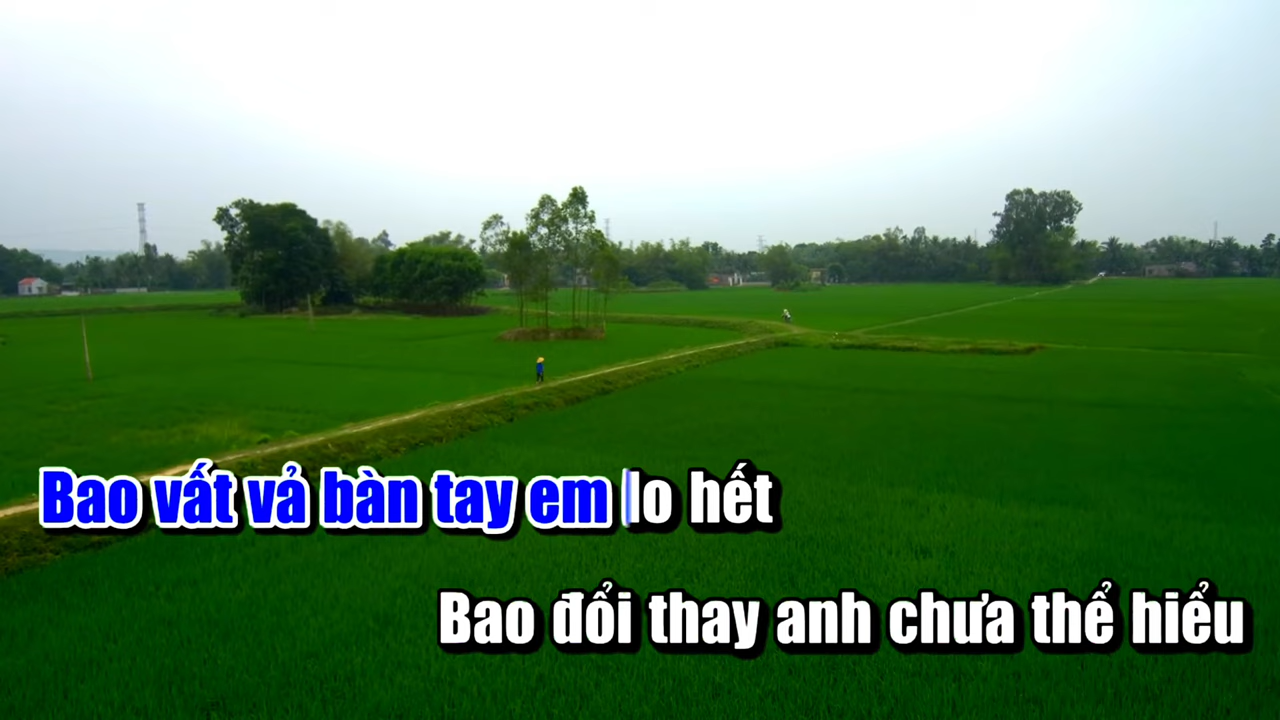 Bao vất vả bàn tay em lo hết
Bao đổi thay anh chưa thể hiểu